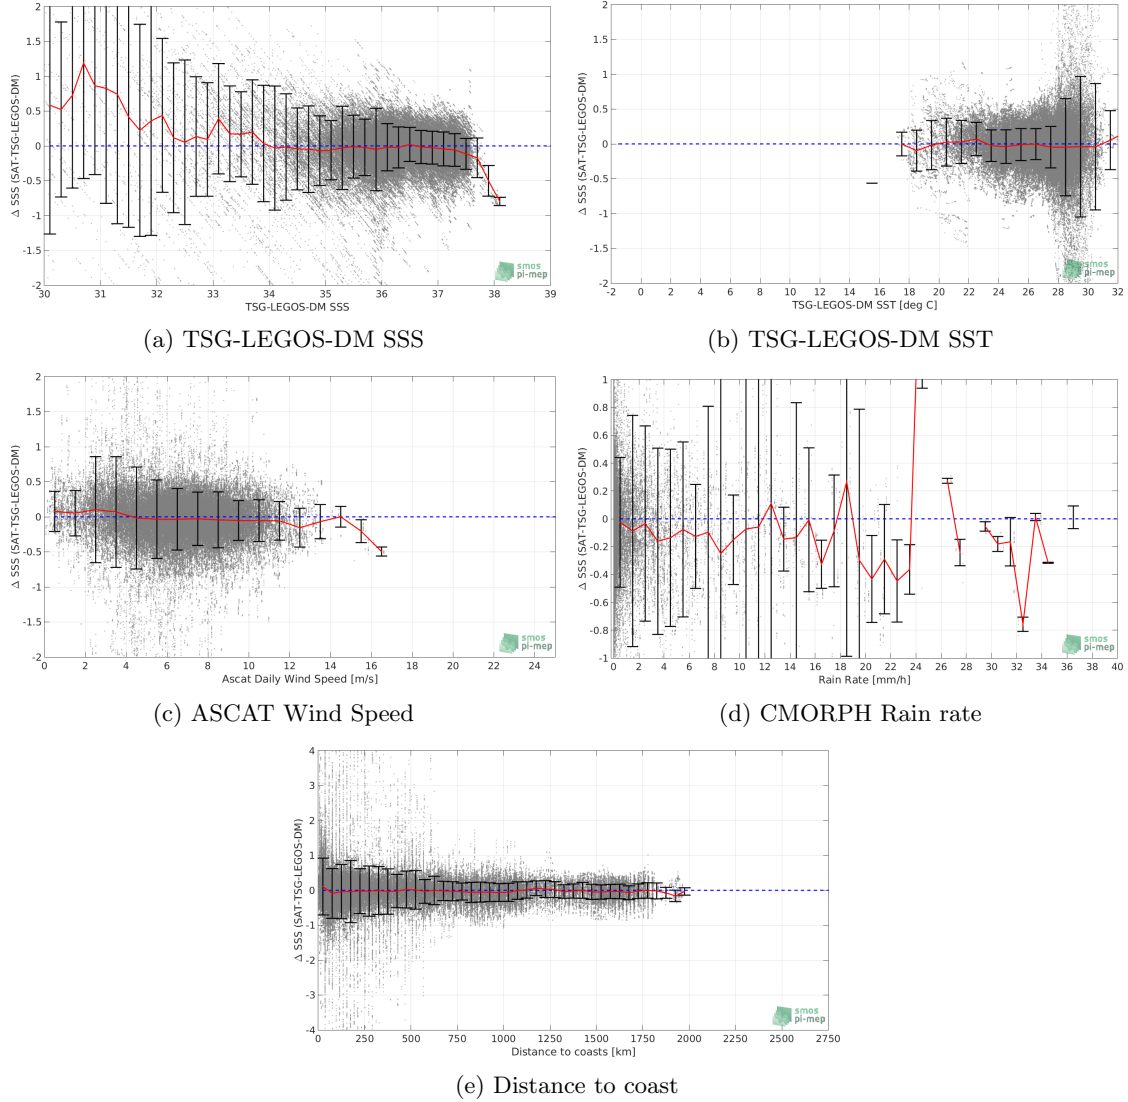 2
1.5
1
0.5
0
-0.5
-1
-1.5
-2
Δ SSS (SAT-TSG-LEGOS-DM)
30 31 32 33 34 35 36 37 38 39
TSG-LEGOS-DM SSS
smos
pi-mep
(a) TSG-LEGOS-DM SSS
2
1.5
1
0.5
0
-0.5
-1
-1.5
-2
Δ SSS (SAT-TSG-LEGOS-DM)
-2 0 2 4 6 8 10 12 14 16 18 20 22 24 26 28 30 32
TSG-LEGOS-DM SST [deg C]
smos
pi-mep
(b) TSG-LEGOS-DM SST
2
1.5
1
0.5
0
-0.5
-1
-1.5
-2
Δ SSS (SAT-TSG-LEGOS-DM)
0 2 4 6 8 10 12 14 16 18 20 22 24
Ascat Daily Wind Speed [m/s]
smos
pi-mep
(c) ASCAT Wind Speed
1
0.8
0.6
0.4
0.2
0
-0.2
-0.4
-0.6
-0.8
-1
Δ SSS (SAT-TSG-LEGOS-DM)
0 2 4 6 8 10 12 14 16 18 20 22 24 26 28 30 32 34 36 38 40
Rain Rate [mm/h]
smos
pi-mep
(d) CMORPH Rain rate
4
3
2
1
0
-1
-2
-3
-4
Δ SSS (SAT-TSG-LEGOS-DM)
0 250 500 750 1000 1250 1500 1750 2000 2250 2500 2750
Distance to coasts [km]
smos
pi-mep
(e) Distance to coast